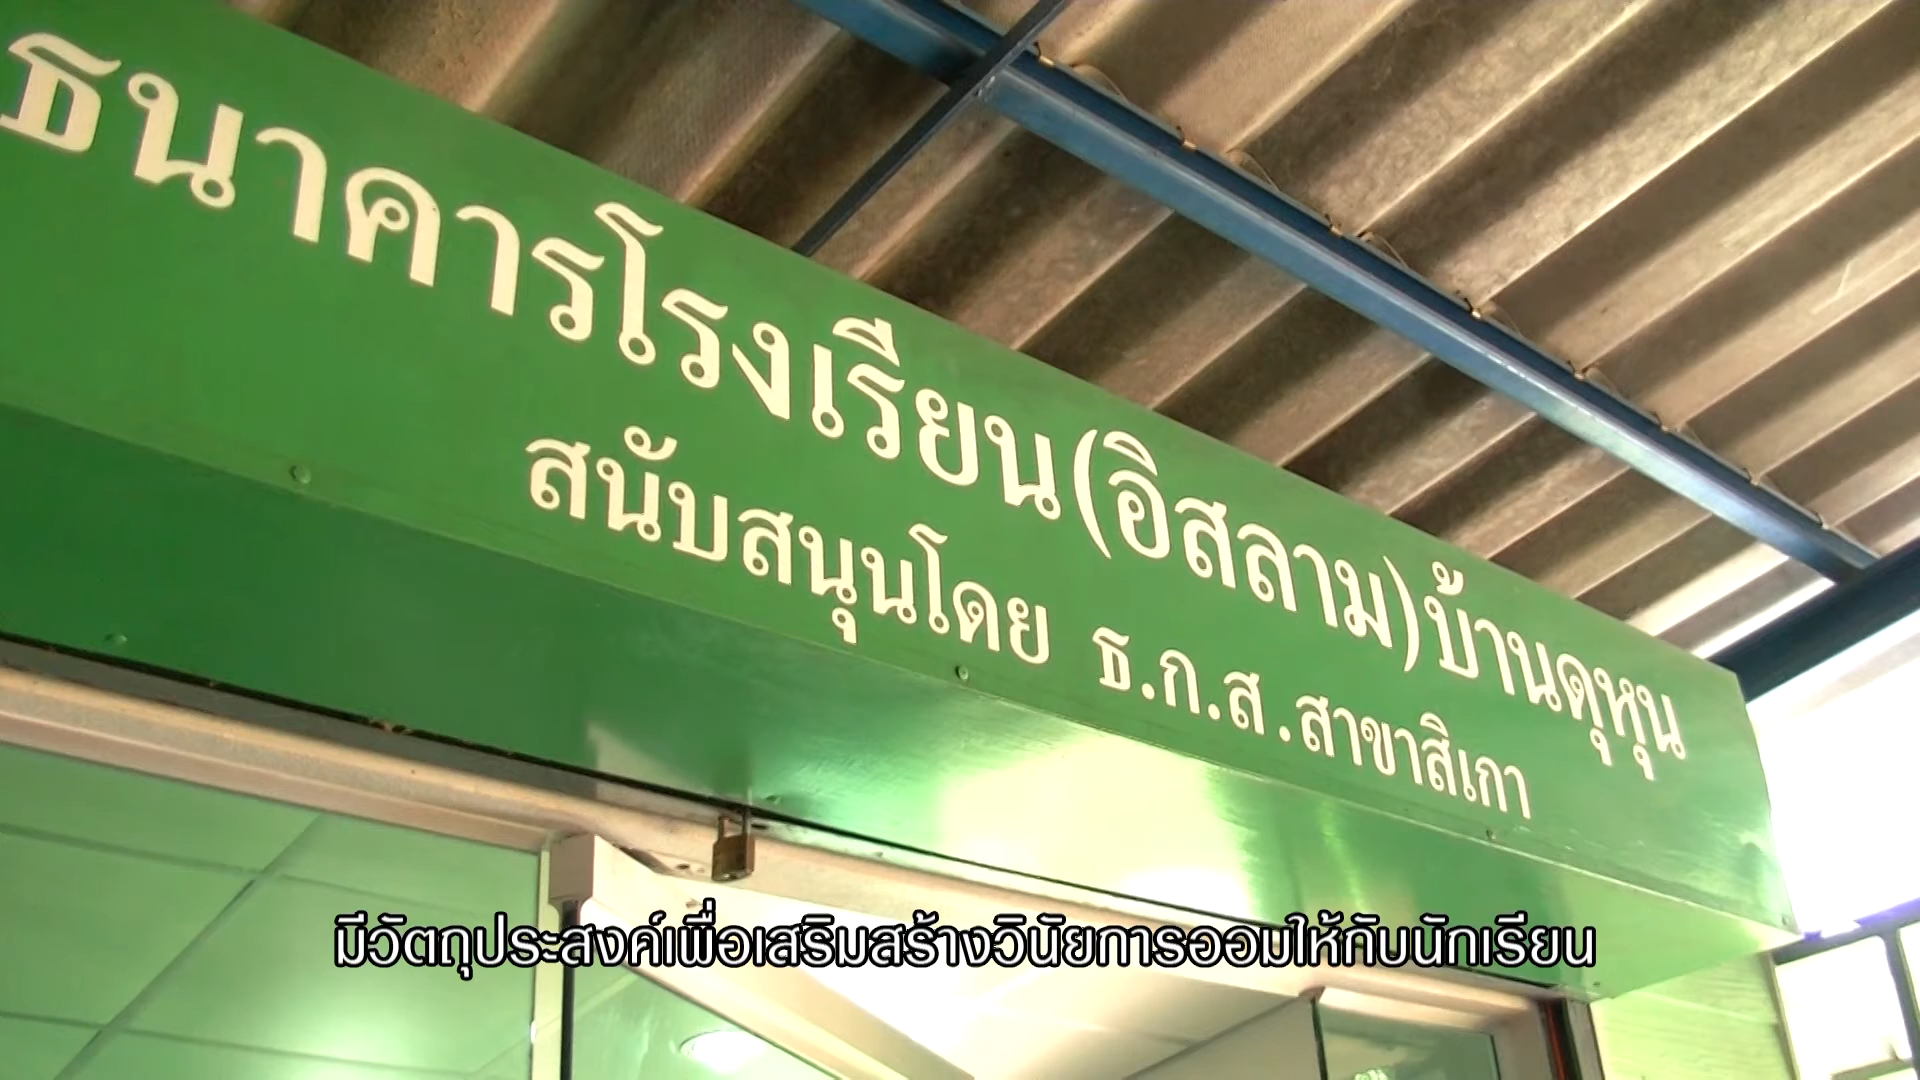 ธนาคารโรงเรียน(อิสลาม)บ้านดุหุน
สนับสนุนโดย ธ.ก.ส.สาขาสิเกา
มีวัตถุประสงค์เพื่อเสริมสร้างวินัยการออมให้กับนักเรียน